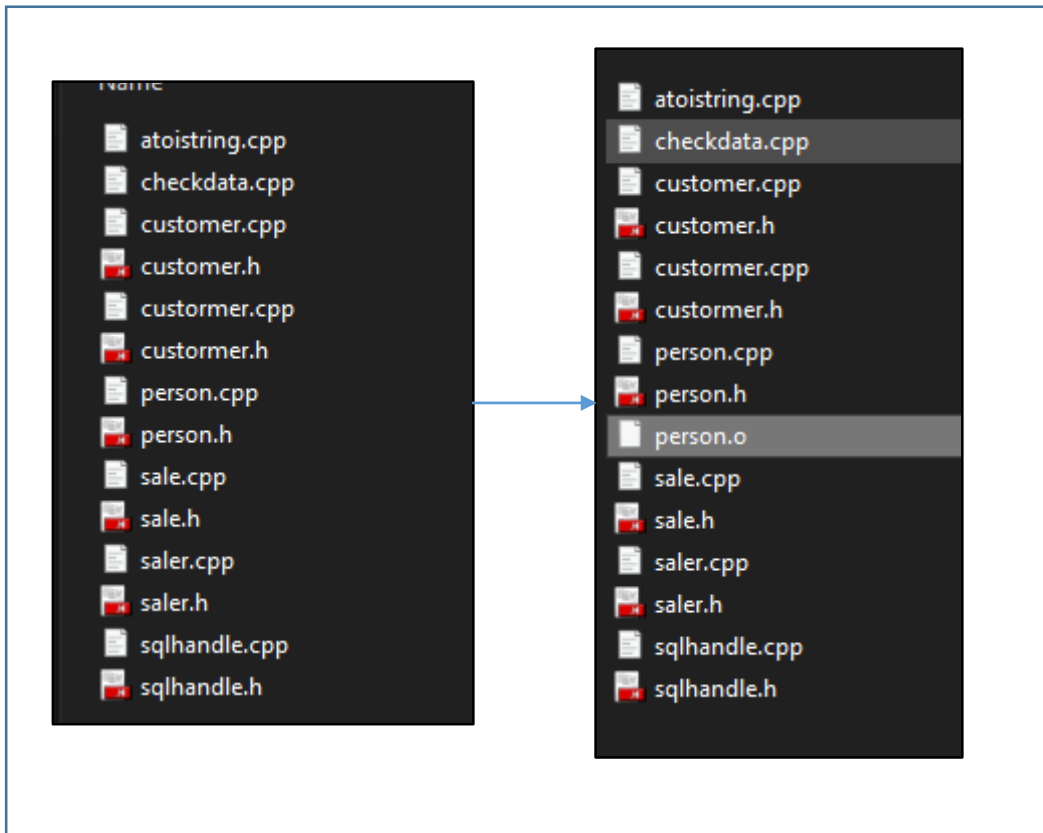 Name
atoistring.cpp
checkdata.cpp
customer.cpp
customer.h
custormer.cpp
custormer.h
person.cpp
person.h
sale.cpp
sale.h
saler.cpp
saler.h
sqlhandle.cpp
sqlhandle.h
atoistring.cpp
checkdata.cpp
customer.cpp
customer.h
custormer.cpp
custormer.h
person.cpp
person.h
person.o
sale.cpp
sale.h
saler.cpp
saler.h
sqlhandle.cpp
sqlhandle.h